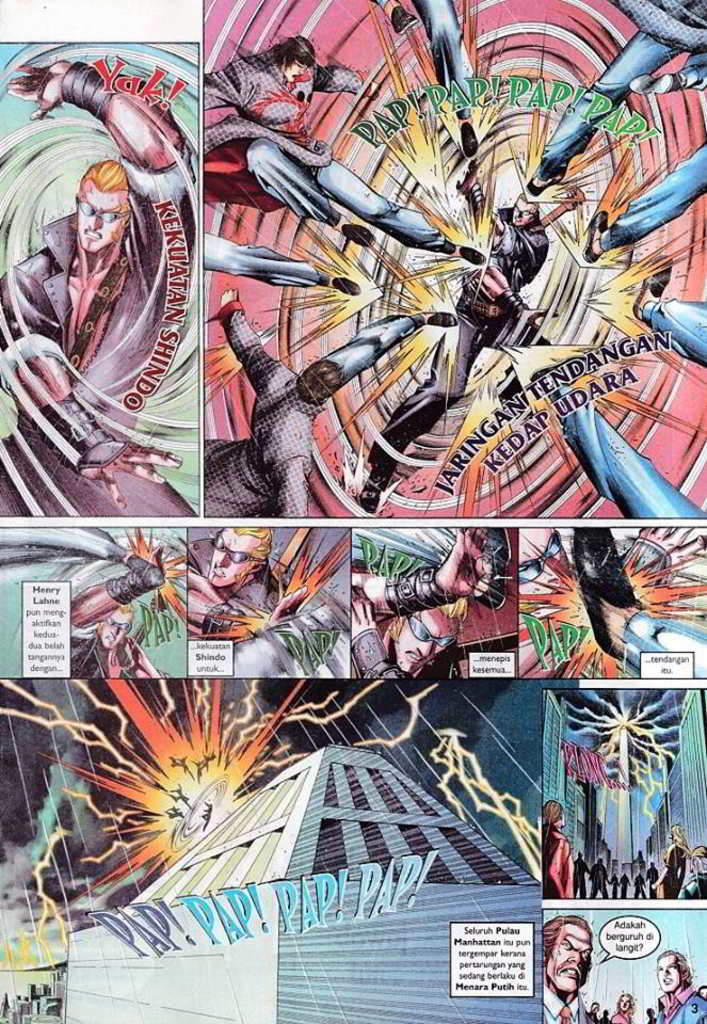 Yak!
KEKUATAN SHINDO
PAP! PAP! PAP! PAP!
JARINGAN TENDANGAN
KEDAP UDARA
Henry
Lahne
pun meng-
aktifkan
kedua-
dua belah
tangannya
dengan...
PAP!
...kekuatan
Shindo
untuk...
PAP!
PAP!
...menepis
kesemua...
PAP!
...tendangan
itu.
PAP! PAP! PAP! PAP!
Seluruh Pulau
Manhattan itu pun
tergempar kerana
pertarungan yang
sedang berlaku di
Menara Putih itu.
Adakah
berguruh di
langit?
3